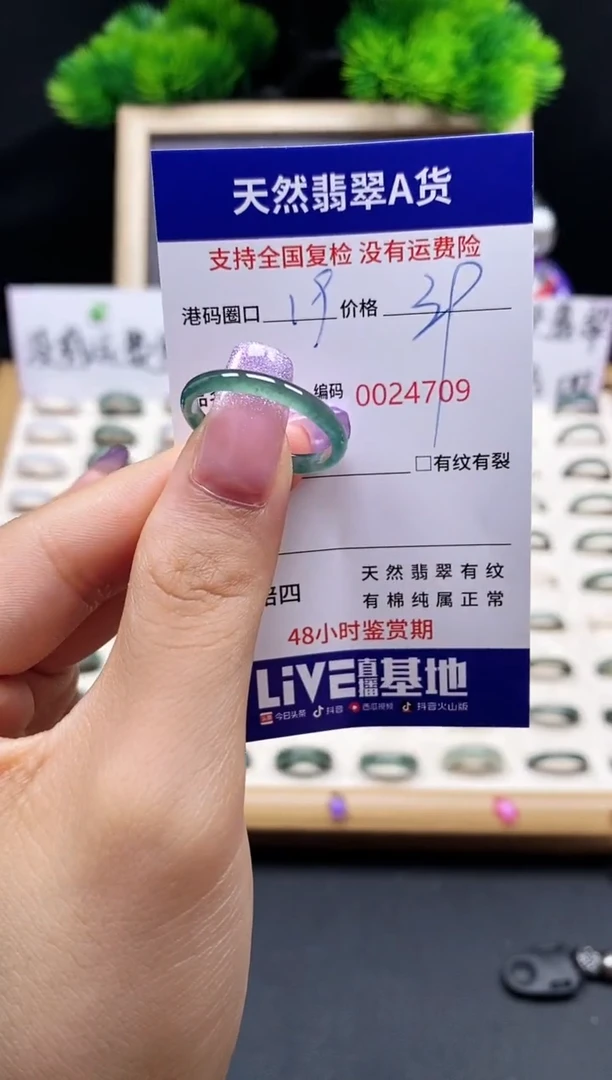 天然翡翠A货
支持全国复检 没有运费险
港码圈口 19 价格 39
编码 0024709
□有纹有裂
赔四
天然翡翠有纹
有棉纯属正常
48小时鉴赏期
LiVE直播基地
今日头条 抖音 西瓜视频 抖音火山版